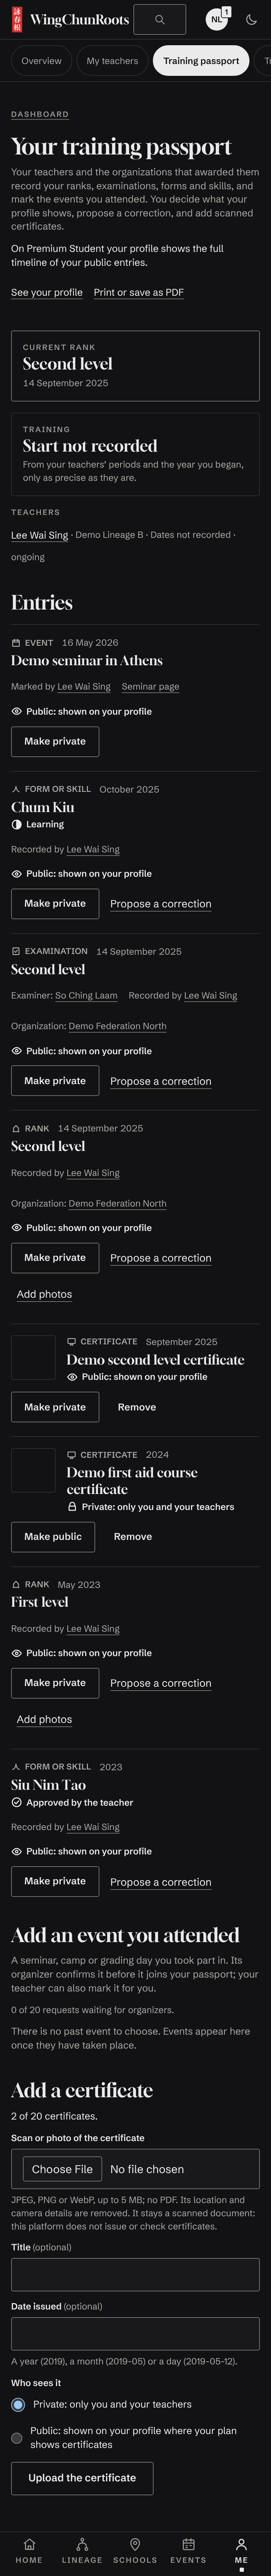 詠春根 WingChunRoots NL 1
Overview My teachers Training passport
DASHBOARD
Your training passport
Your teachers and the organizations that awarded them
record your ranks, examinations, forms and skills, and
mark the events you attended. You decide what your
profile shows, propose a correction, and add scanned
certificates.
On Premium Student your profile shows the full
timeline of your public entries.
See your profile Print or save as PDF
CURRENT RANK
Second level
14 September 2025
TRAINING
Start not recorded
From your teachers' periods and the year you began,
only as precise as they are.
TEACHERS
Lee Wai Sing · Demo Lineage B · Dates not recorded ·
ongoing
Entries
EVENT 16 May 2026
Demo seminar in Athens
Marked by Lee Wai Sing Seminar page
Public: shown on your profile
Make private
FORM OR SKILL October 2025
Chum Kiu
Learning
Recorded by Lee Wai Sing
Public: shown on your profile
Make private Propose a correction
EXAMINATION 14 September 2025
Second level
Examiner: So Ching Laam Recorded by Lee Wai Sing
Organization: Demo Federation North
Public: shown on your profile
Make private Propose a correction
RANK 14 September 2025
Second level
Recorded by Lee Wai Sing
Organization: Demo Federation North
Public: shown on your profile
Make private Propose a correction
Add photos
CERTIFICATE September 2025
Demo second level certificate
Public: shown on your profile
Make private Remove
CERTIFICATE 2024
Demo first aid course
certificate
Private: only you and your teachers
Make public Remove
RANK May 2023
First level
Recorded by Lee Wai Sing
Public: shown on your profile
Make private Propose a correction
Add photos
FORM OR SKILL 2023
Siu Nim Tao
Approved by the teacher
Recorded by Lee Wai Sing
Public: shown on your profile
Make private Propose a correction
Add an event you attended
A seminar, camp or grading day you took part in. Its
organizer confirms it before it joins your passport; your
teacher can also mark it for you.
0 of 20 requests waiting for organizers.
There is no past event to choose. Events appear here
once they have taken place.
Add a certificate
2 of 20 certificates.
Scan or photo of the certificate
Choose File No file chosen
JPEG, PNG or WebP, up to 5 MB; no PDF. Its location and
camera details are removed. It stays a scanned document:
this platform does not issue or check certificates.
Title (optional)
Date issued (optional)
A year (2019), a month (2019-05) or a day (2019-05-12).
Who sees it
Private: only you and your teachers
Public: shown on your profile where your plan
shows certificates
Upload the certificate
HOME LINEAGE SCHOOLS EVENTS ME